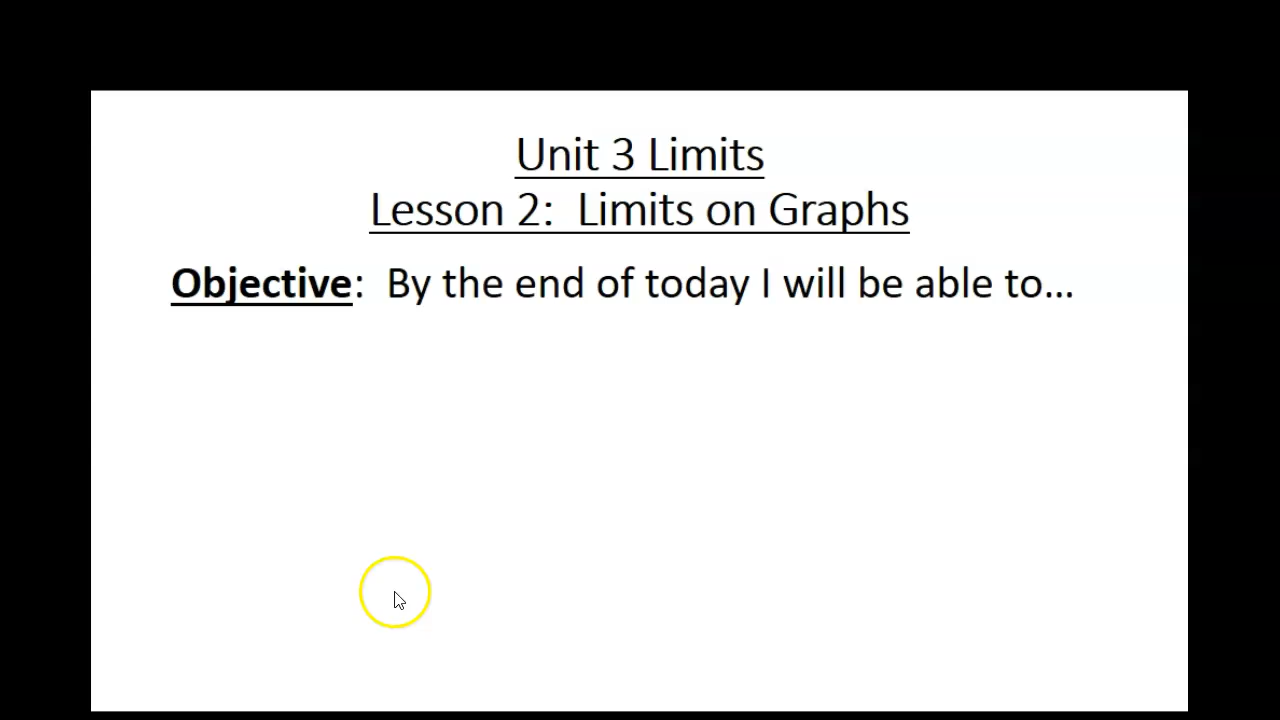 Unit 3 Limits
Lesson 2:  Limits on Graphs
Objective:  By the end of today I will be able to...